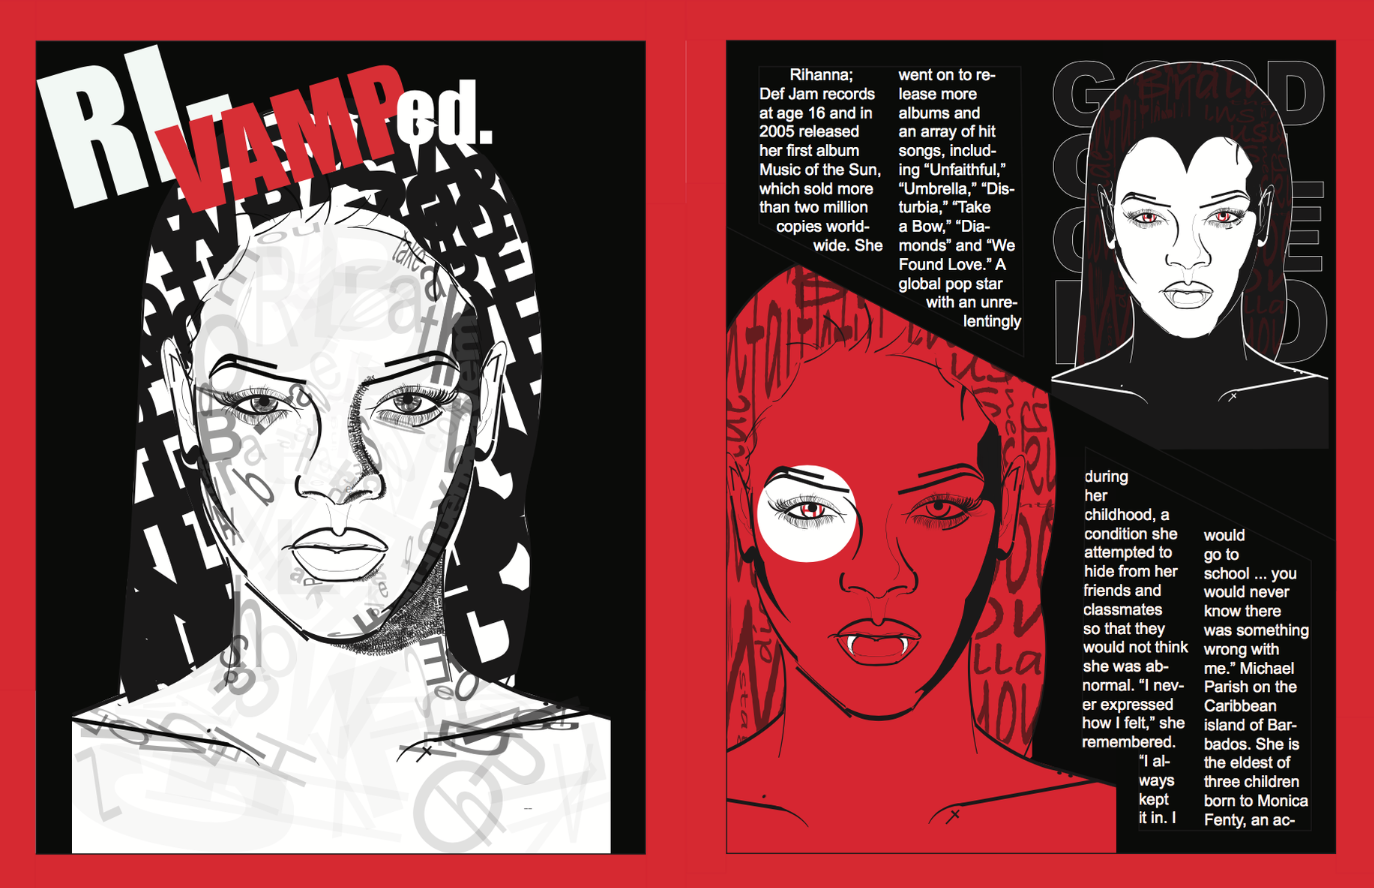 RI-
VAMPed.
Rihanna;
Def Jam records
at age 16 and in
2005 released
her first album
Music of the Sun,
which sold more
than two million
copies world-
wide. She
went on to re-
lease more
albums and
an array of hit
songs, includ-
ing “Unfaithful,”
“Umbrella,” “Dis-
turbia,” “Take
a Bow,” “Dia-
monds” and “We
Found Love.” A
global pop star
with an unre-
lentingly
GOOD
GONE
BAD
during
her
childhood, a
condition she
attempted to
hide from her
friends and
classmates
so that they
would not think
she was ab-
normal. “I nev-
er expressed
how I felt,” she
remembered.
“I al-
ways
kept
it in. I
would
go to
school ... you
would never
know there
was something
wrong with
me.” Michael
Parish on the
Caribbean
island of Bar-
bados. She is
the eldest of
three children
born to Monica
Fenty, an ac-